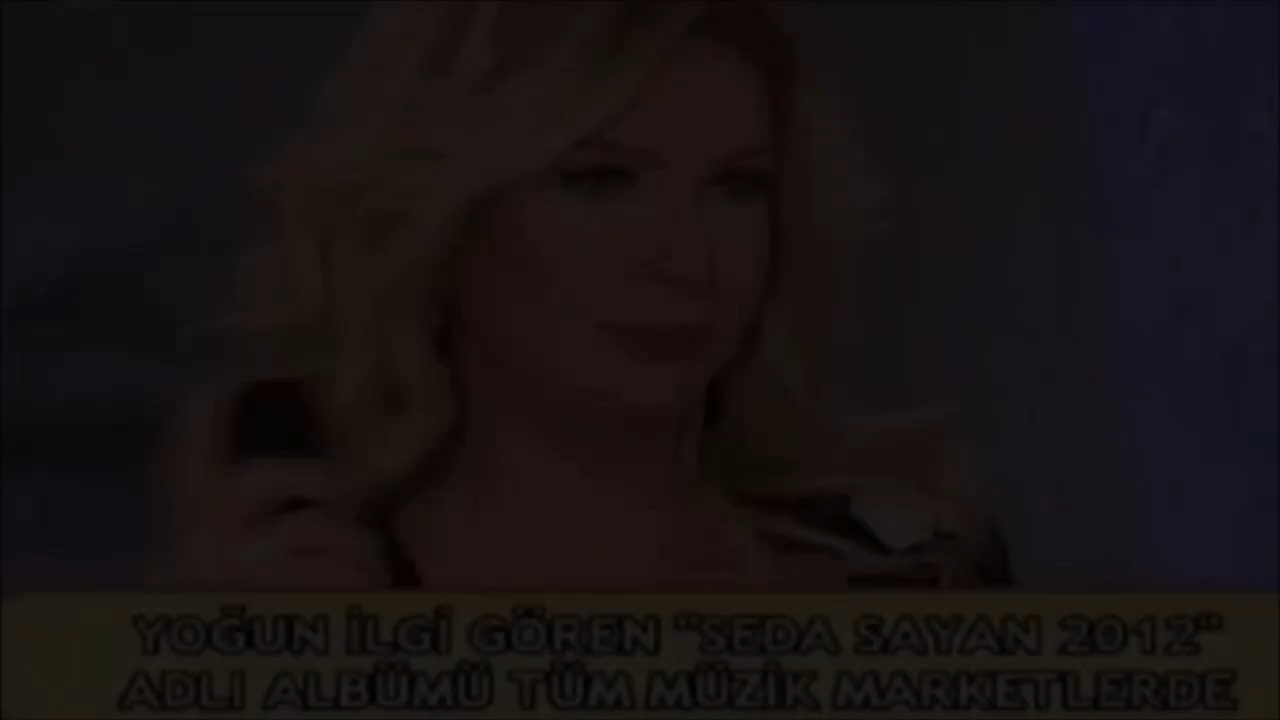 YOĞUN İLGİ GÖREN "SEDA SAYAN 2012"
ADLI ALBÜMÜ TÜM MÜZİK MARKETLERDE